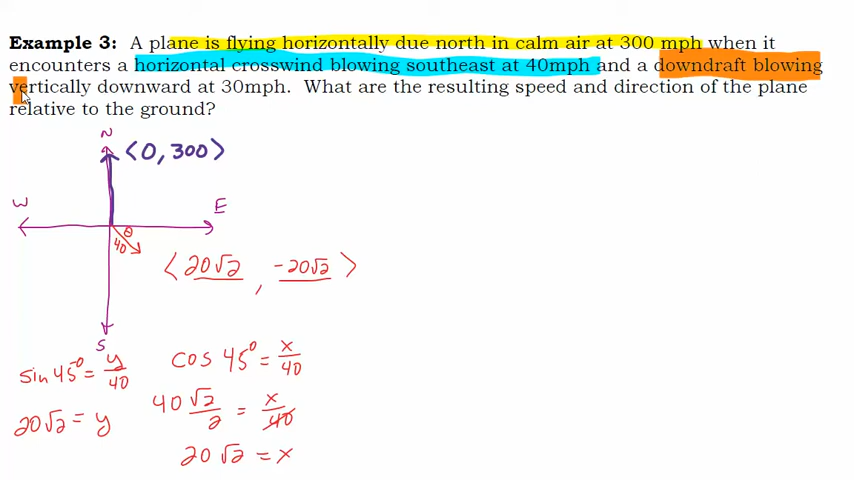 Example 3: A plane is flying horizontally due north in calm air at 300 mph when it
encounters a horizontal crosswind blowing southeast at 40mph and a downdraft blowing
vertically downward at 30mph. What are the resulting speed and direction of the plane
relative to the ground?
N
<0, 300>
W
E
θ
40
<20√2, -20√2>
S
sin 45° = y/40
cos 45° = x/40
40 √2/2 = x/40
20√2 = y
20√2 = x